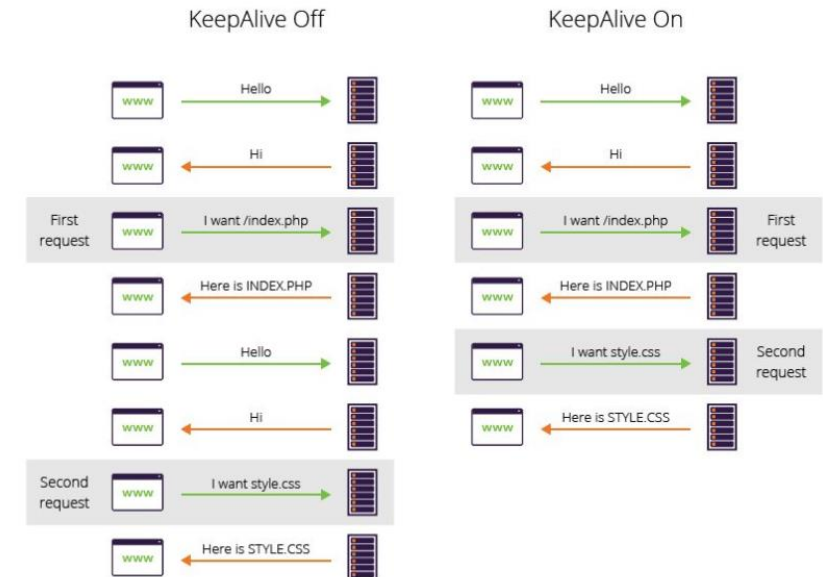 KeepAlive Off
www
Hello
www
Hi
First
request
www
I want /index.php
www
Here is INDEX.PHP
www
Hello
www
Hi
Second
request
www
I want style.css
www
Here is STYLE.CSS
KeepAlive On
www
Hello
www
Hi
www
I want /index.php
First
request
www
Here is INDEX.PHP
www
I want style.css
Second
request
www
Here is STYLE.CSS